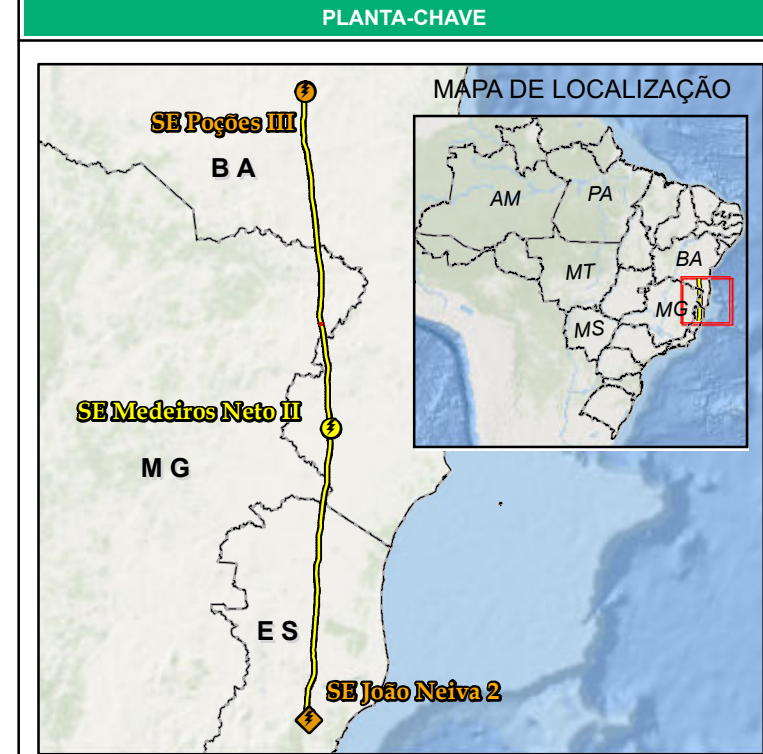 PLANTA-CHAVE
MAPA DE LOCALIZAÇÃO
SE Poções III
B A
AM
PA
BA
MT
MG
MS
SE Medeiros Neto II
M G
E S
SE João Neiva 2